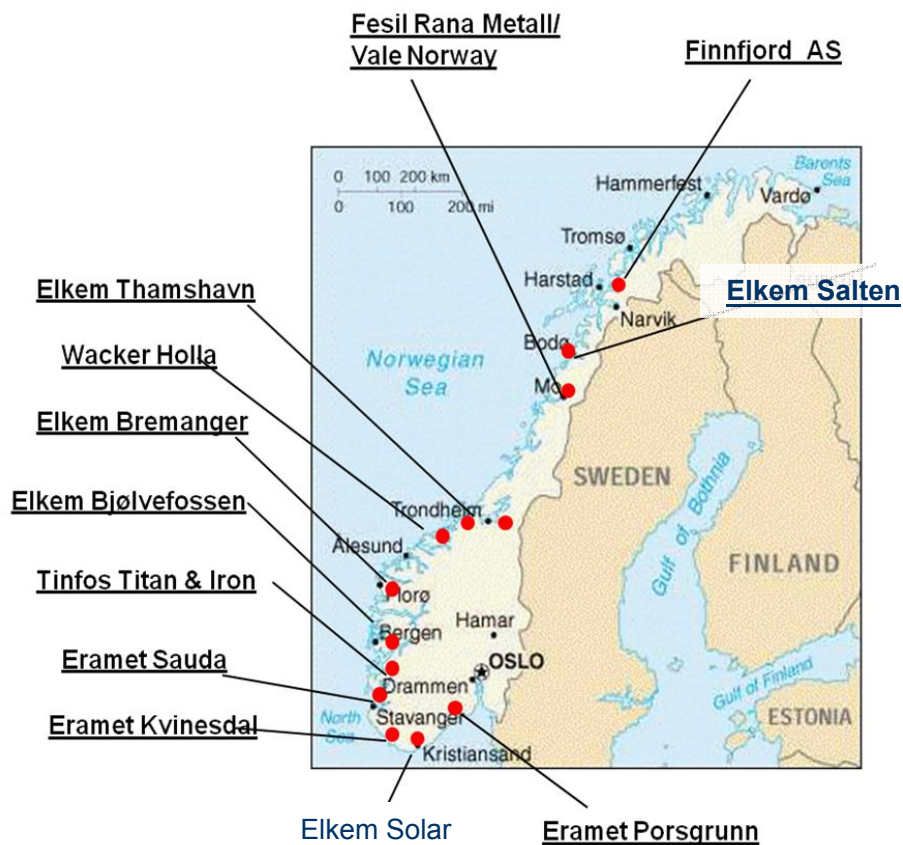 Fesil Rana Metall/
Vale Norway
Finnfjord AS
0 100 200 km
0 100 200 mi
Barents
Sea
Hammerfest
Vardø
Tromsø
Harstad
Elkem Salten
Narvik
Elkem Thamshavn
Bodø
Wacker Holla
Norwegian
Sea
Mo
Elkem Bremanger
SWEDEN
Gulf of Bothnia
Elkem Bjølvefossen
Trondheim
Ålesund
FINLAND
Tinfos Titan & Iron
Florø
Hamar
Bergen
Eramet Sauda
OSLO
Drammen
Gulf of Finland
Eramet Kvinesdal
North
Sea
Stavanger
ESTONIA
Kristiansand
Elkem Solar
Eramet Porsgrunn